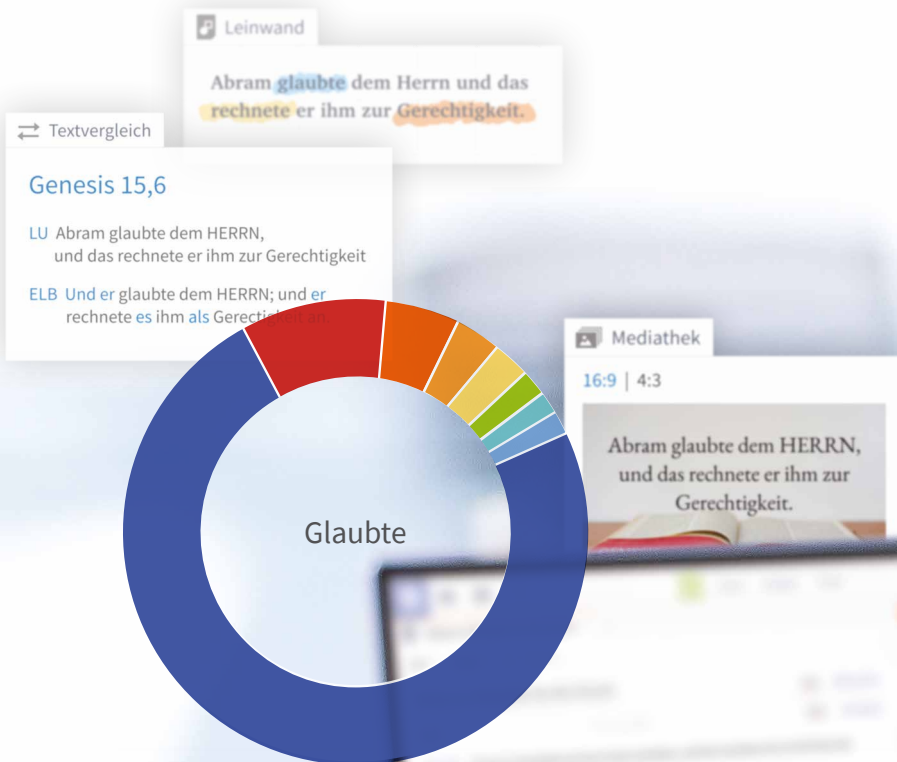 Leinwand
Abram glaubte dem Herrn und das
rechnete er ihm zur Gerechtigkeit.
Textvergleich
Genesis 15,6
LU Abram glaubte dem HERRN,
und das rechnete er ihm zur Gerechtigkeit
ELB Und er glaubte dem HERRN; und er
rechnete es ihm als Gerectigkeit an.
Mediathek
16:9 | 4:3
Abram glaubte dem HERRN,
und das rechnete er ihm zur
Gerechtigkeit.
Glaubte